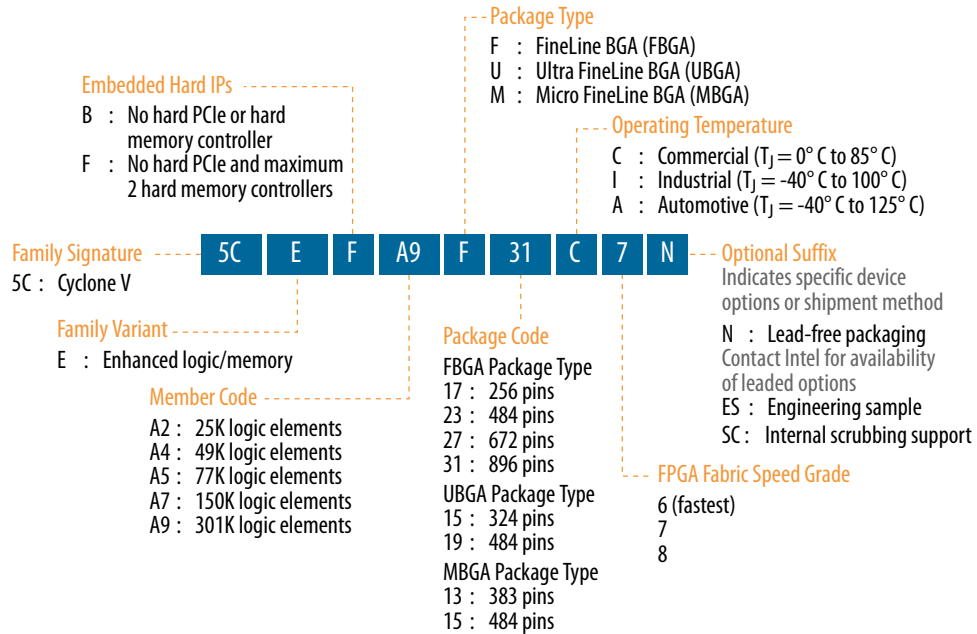 Package Type
F : FineLine BGA (FBGA)
U : Ultra FineLine BGA (UBGA)
M : Micro FineLine BGA (MBGA)
Embedded Hard IPs
B : No hard PCIe or hard
memory controller
F : No hard PCIe and maximum
2 hard memory controllers
Operating Temperature
C : Commercial (TJ = 0° C to 85° C)
I : Industrial (TJ = -40° C to 100° C)
A : Automotive (TJ = -40° C to 125° C)
Family Signature
5C : Cyclone V
5C E F A9 F 31 C 7 N
Optional Suffix
Indicates specific device
options or shipment method
N : Lead-free packaging
Contact Intel for availability
of leaded options
ES : Engineering sample
SC : Internal scrubbing support
Family Variant
E : Enhanced logic/memory
Member Code
A2 : 25K logic elements
A4 : 49K logic elements
A5 : 77K logic elements
A7 : 150K logic elements
A9 : 301K logic elements
Package Code
FBGA Package Type
17 : 256 pins
23 : 484 pins
27 : 672 pins
31 : 896 pins
UBGA Package Type
15 : 324 pins
19 : 484 pins
MBGA Package Type
13 : 383 pins
15 : 484 pins
FPGA Fabric Speed Grade
6 (fastest)
7
8